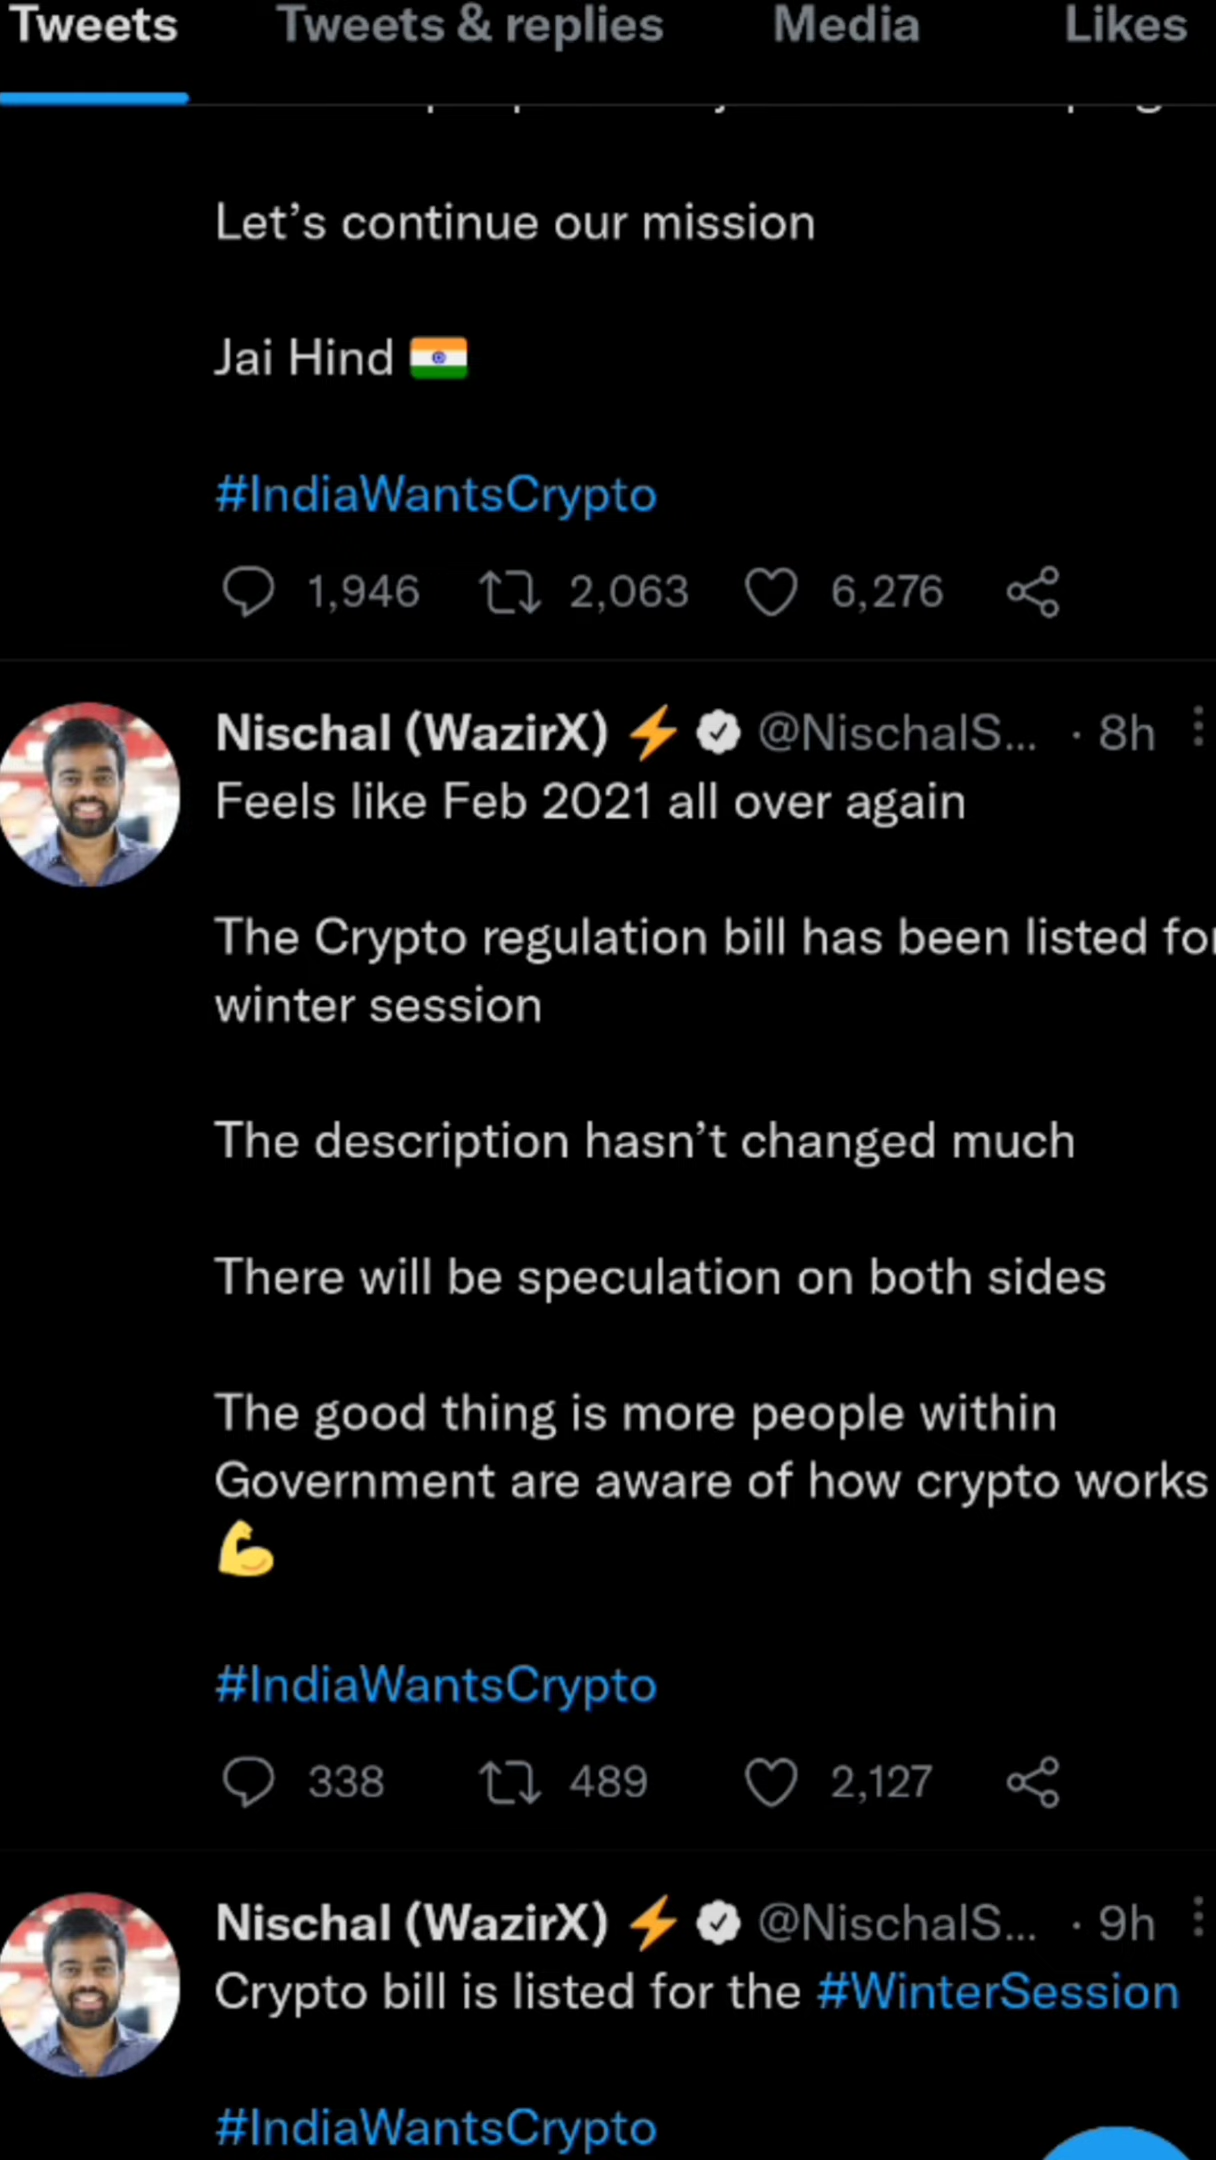 Tweets Tweets & replies Media Likes
Let’s continue our mission
Jai Hind 🇮🇳
#IndiaWantsCrypto
1,946 2,063 6,276
Nischal (WazirX) ⚡ @NischalS... · 8h
Feels like Feb 2021 all over again
The Crypto regulation bill has been listed for
winter session
The description hasn’t changed much
There will be speculation on both sides
The good thing is more people within
Government are aware of how crypto works
💪
#IndiaWantsCrypto
338 489 2,127
Nischal (WazirX) ⚡ @NischalS... · 9h
Crypto bill is listed for the #WinterSession
#IndiaWantsCrypto